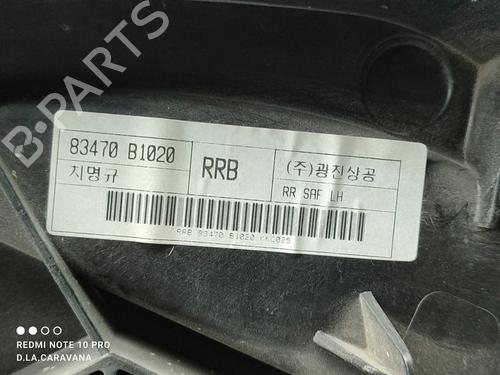 83470 B1020
지명규
RRB
(주)광진상공
RR SAF LH
RRB 83470 B1020
B-PARTS
REDMI NOTE 10 PRO
D.LA.CARAVANA